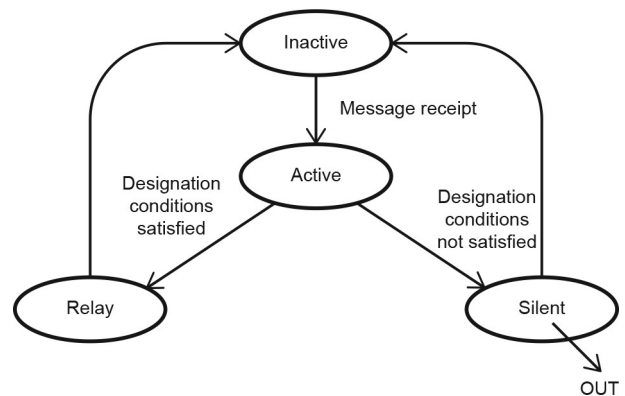 Inactive
Message receipt
Active
Designation
conditions
satisfied
Designation
conditions
not satisfied
Relay
Silent
OUT